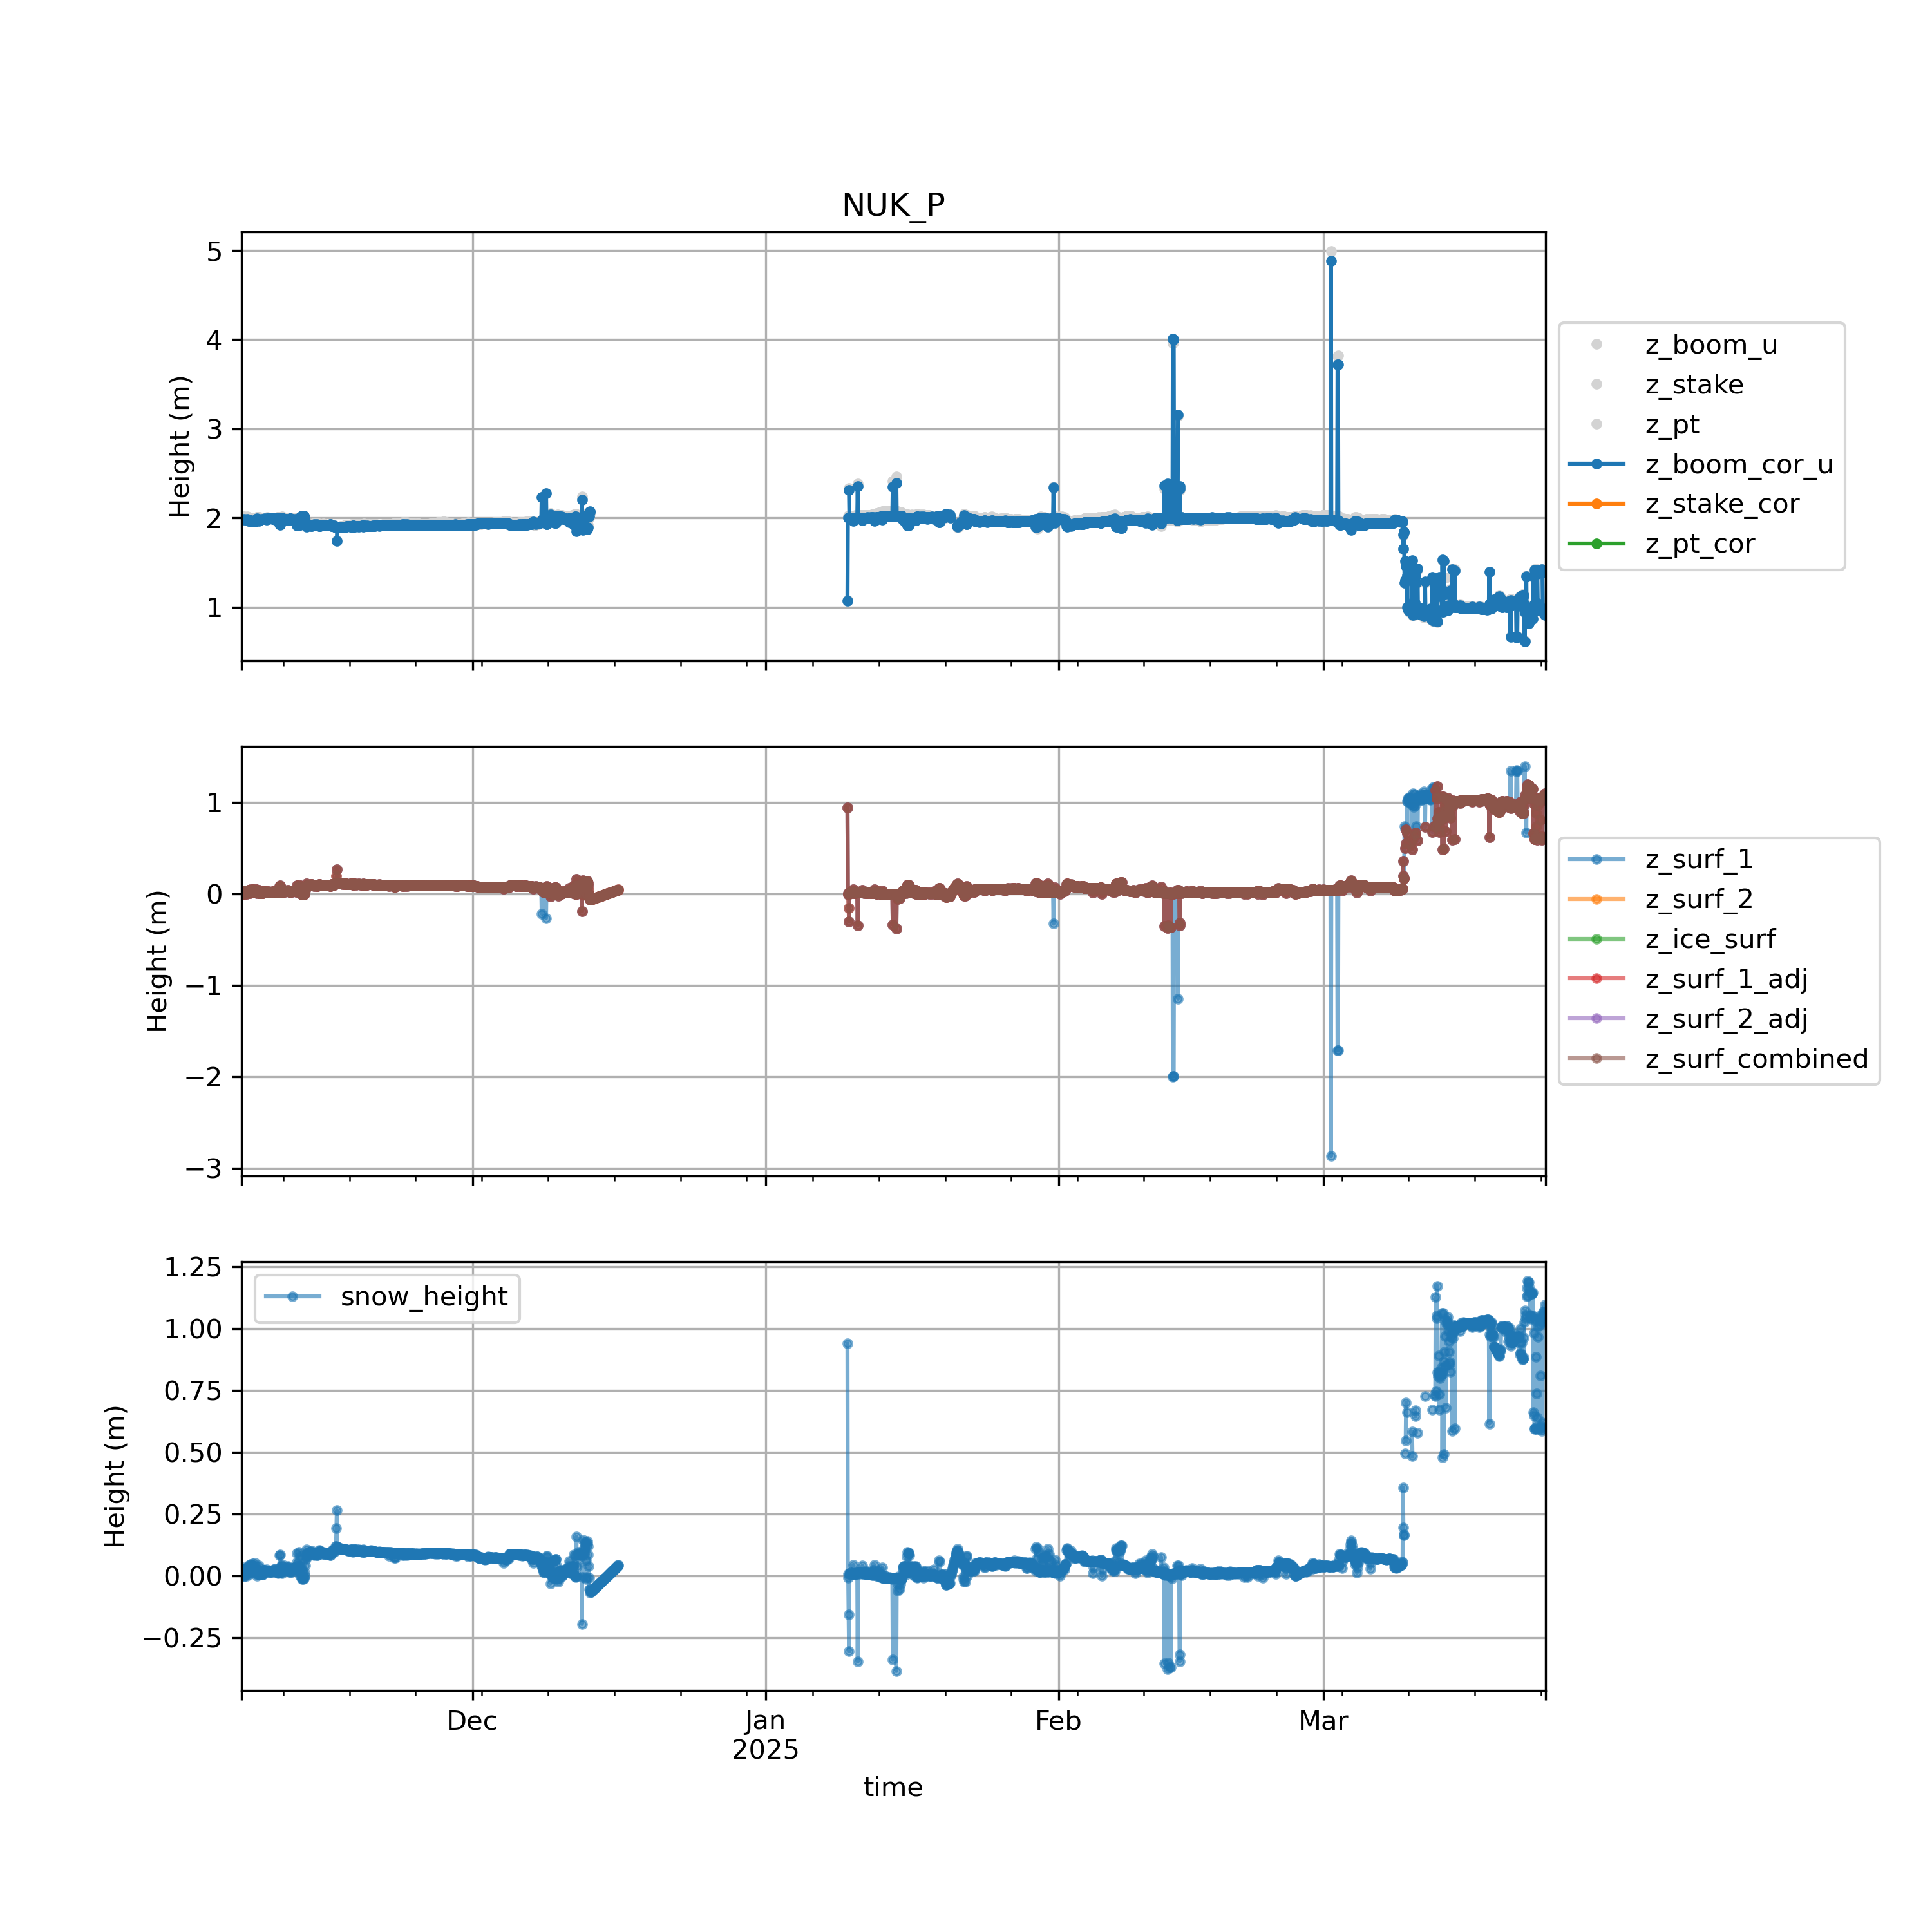 NUK_P
5
4
3
2
1
Height (m)
z_boom_u
z_stake
z_pt
z_boom_cor_u
z_stake_cor
z_pt_cor
1
0
−1
−2
−3
Height (m)
z_surf_1
z_surf_2
z_ice_surf
z_surf_1_adj
z_surf_2_adj
z_surf_combined
1.25
1.00
0.75
0.50
0.25
0.00
−0.25
Height (m)
snow_height
Dec
Jan
2025
Feb
Mar
time